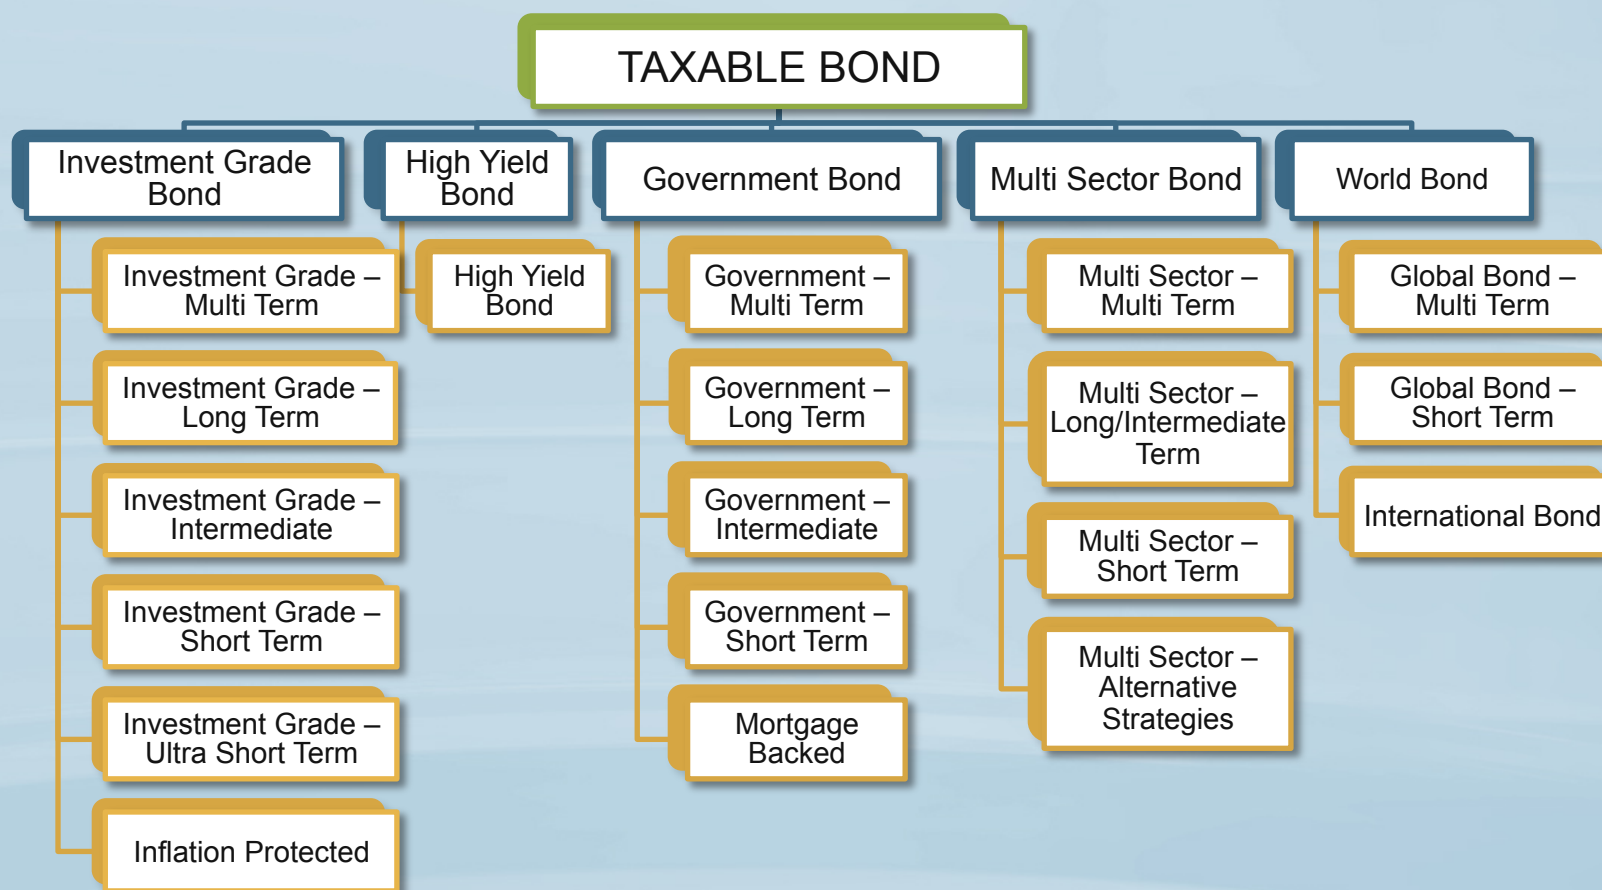 TAXABLE BOND
Investment Grade
Bond
High Yield
Bond
Government Bond
Multi Sector Bond
World Bond
Investment Grade –
Multi Term
Investment Grade –
Long Term
Investment Grade –
Intermediate
Investment Grade –
Short Term
Investment Grade –
Ultra Short Term
Inflation Protected
High Yield
Bond
Government –
Multi Term
Government –
Long Term
Government –
Intermediate
Government –
Short Term
Mortgage
Backed
Multi Sector –
Multi Term
Multi Sector –
Long/Intermediate
Term
Multi Sector –
Short Term
Multi Sector –
Alternative
Strategies
Global Bond –
Multi Term
Global Bond –
Short Term
International Bond